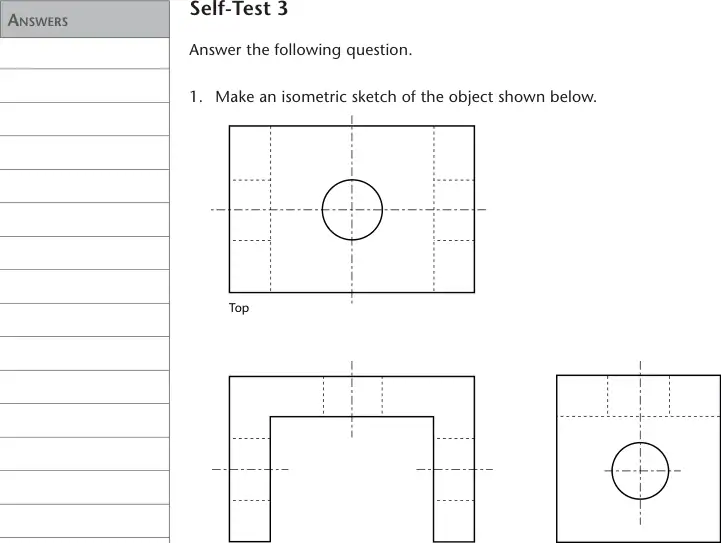 ANSWERS
Self-Test 3
Answer the following question.
1. Make an isometric sketch of the object shown below.
Top